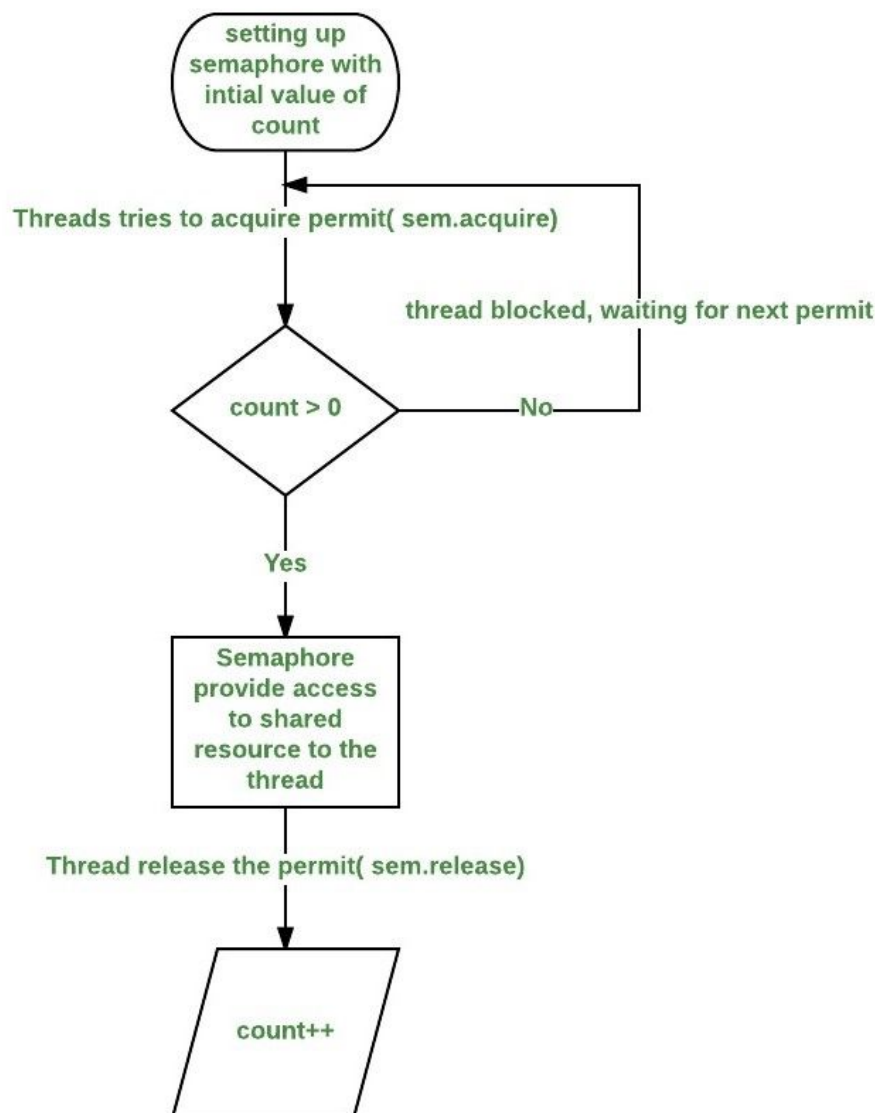 setting up
semaphore with
intial value of
count
Threads tries to acquire permit( sem.acquire)
thread blocked, waiting for next permit
count > 0
No
Yes
Semaphore
provide access
to shared
resource to the
thread
Thread release the permit( sem.release)
count++